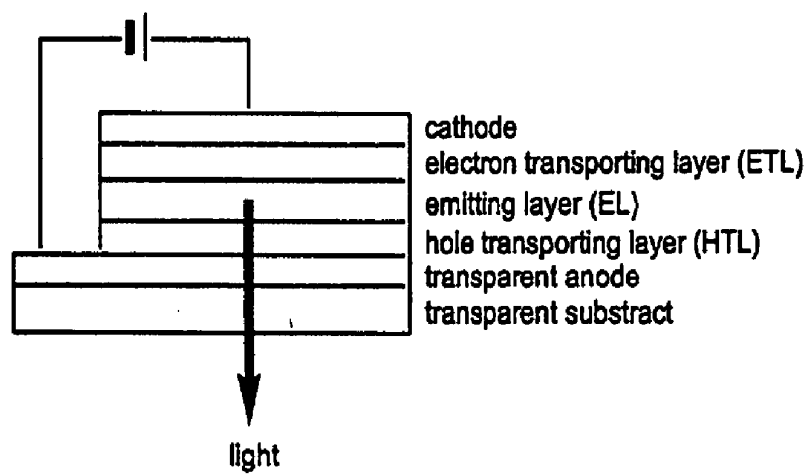 cathode
electron transporting layer (ETL)
emitting layer (EL)
hole transporting layer (HTL)
transparent anode
transparent substract
light